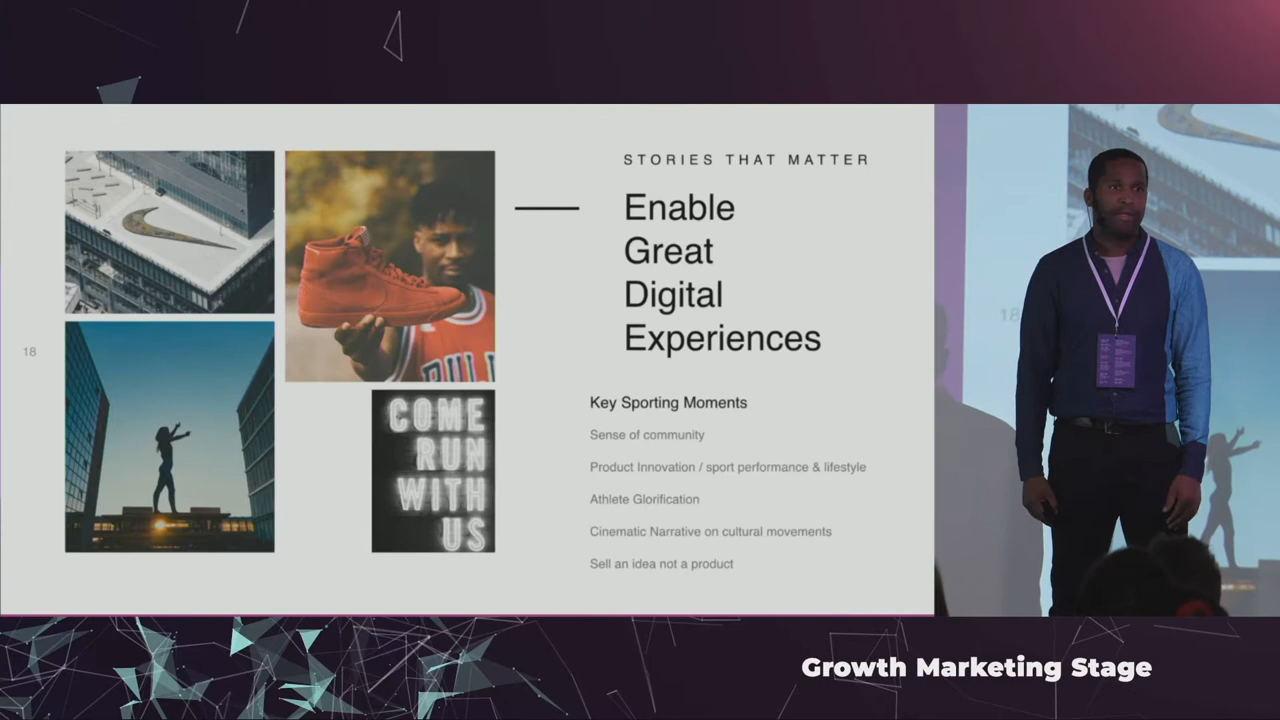 STORIES THAT MATTER
Enable
Great
Digital
Experiences
Key Sporting Moments
Sense of community
Product Innovation / sport performance & lifestyle
Athlete Glorification
Cinematic Narrative on cultural movements
Sell an idea not a product
COME
RUN
WITH
US
18
18
Growth Marketing Stage